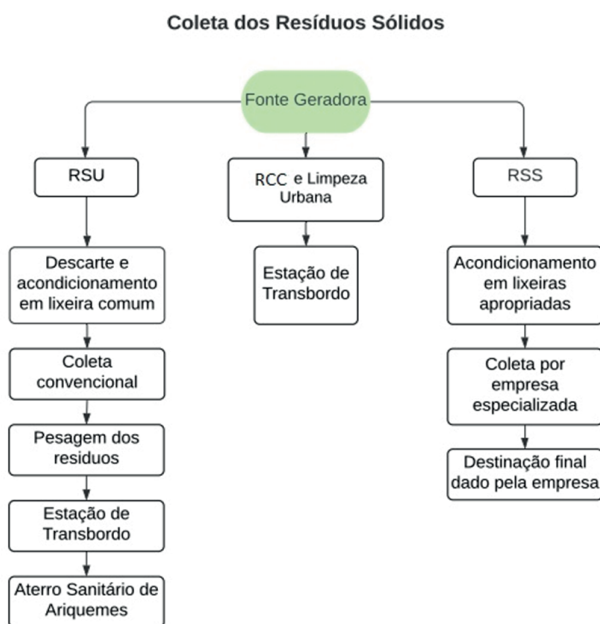 Coleta dos Resíduos Sólidos
Fonte Geradora
RSU
Descarte e
acondicionamento
em lixeira comum
Coleta
convencional
Pesagem dos
residuos
Estação de
Transbordo
Aterro Sanitário de
Ariquemes
RCC e Limpeza
Urbana
Estação de
Transbordo
RSS
Acondicionamento
em lixeiras
apropriadas
Coleta por
empresa
especializada
Destinação final
dado pela empresa